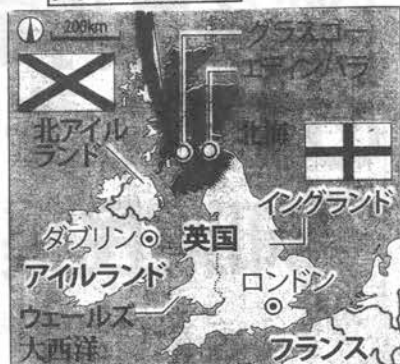 200km
グラスゴー
エディンバラ
北アイル
ランド
北海
イングランド
ダブリン
英国
アイルランド
ロンドン
ウェールズ
大西洋
フランス